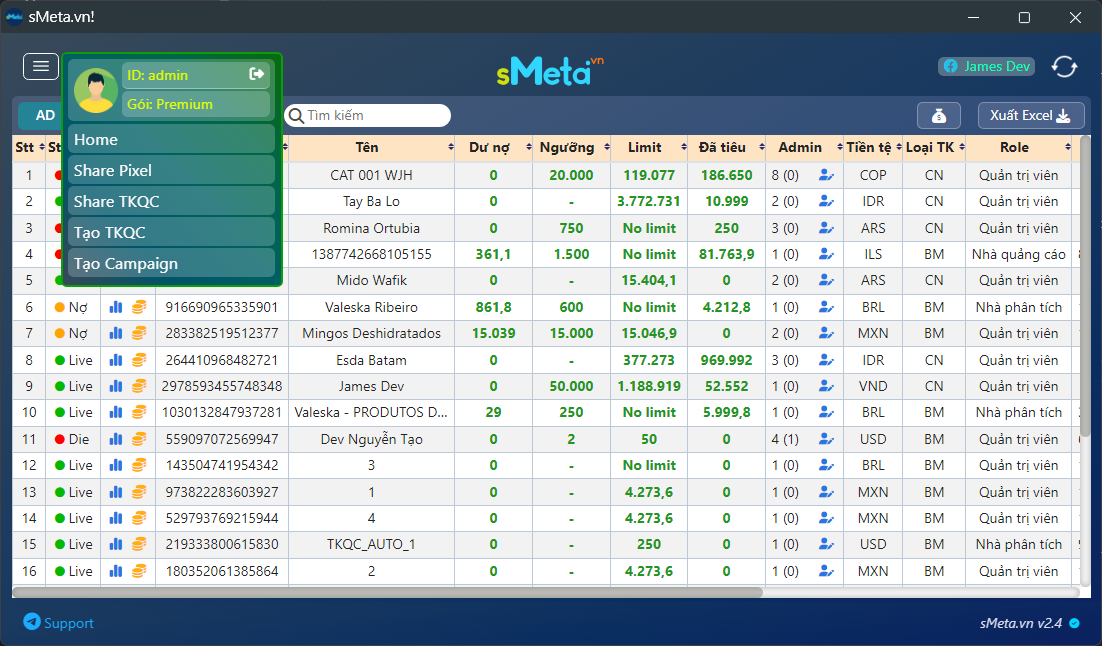 sMeta.vn!
sMeta vn
James Dev
ID: admin
Gói: Premium
Home
Share Pixel
Share TKQC
Tạo TKQC
Tạo Campaign
AD
Tìm kiếm
Xuất Excel
Stt St Tên Dư nợ Ngưỡng Limit Đã tiêu Admin Tiền tệ Loại TK Role
1 CAT 001 WJH 0 20.000 119.077 186.650 8 (0) COP CN Quản trị viên
2 Tay Ba Lo 0 - 3.772.731 10.999 2 (0) IDR CN Quản trị viên
3 Romina Ortubia 0 750 No limit 250 3 (0) ARS CN Quản trị viên
4 1387742668105155 361,1 1.500 No limit 81.763,9 1 (0) ILS BM Nhà quảng cáo
5 Mido Wafik 0 - 15.404,1 0 2 (0) ARS CN Quản trị viên
6 Nợ 916690965335901 Valeska Ribeiro 861,8 600 No limit 4.212,8 1 (0) BRL BM Nhà phân tích
7 Nợ 283382519512377 Mingos Deshidratados 15.039 15.000 15.046,9 0 2 (0) MXN BM Quản trị viên
8 Live 264410968482721 Esda Batam 0 - 377.273 969.992 3 (0) IDR CN Quản trị viên
9 Live 2978593455748348 James Dev 0 50.000 1.188.919 52.552 1 (0) VND CN Quản trị viên
10 Live 1030132847937281 Valeska - PRODUTOS D... 29 250 No limit 5.999,8 1 (0) BRL BM Nhà phân tích
11 Die 559097072569947 Dev Nguyễn Tạo 0 2 50 0 4 (1) USD BM Quản trị viên
12 Live 143504741954342 3 0 - No limit 0 1 (0) BRL BM Quản trị viên
13 Live 973822283603927 1 0 - 4.273,6 0 1 (0) MXN BM Quản trị viên
14 Live 529793769215944 4 0 - 4.273,6 0 1 (0) MXN BM Quản trị viên
15 Live 219333800615830 TKQC_AUTO_1 0 - 250 0 1 (0) USD BM Nhà phân tích
16 Live 180352061385864 2 0 - 4.273,6 0 1 (0) MXN BM Quản trị viên
Support
sMeta.vn v2.4